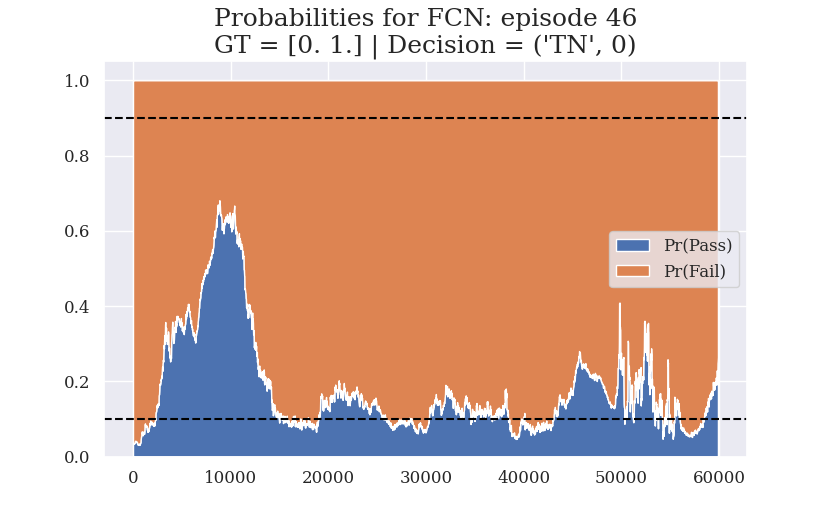 Probabilities for FCN: episode 46
GT = [0. 1.] | Decision = ('TN', 0)
1.0
0.8
0.6
0.4
0.2
0.0
Pr(Pass)
Pr(Fail)
0 10000 20000 30000 40000 50000 60000